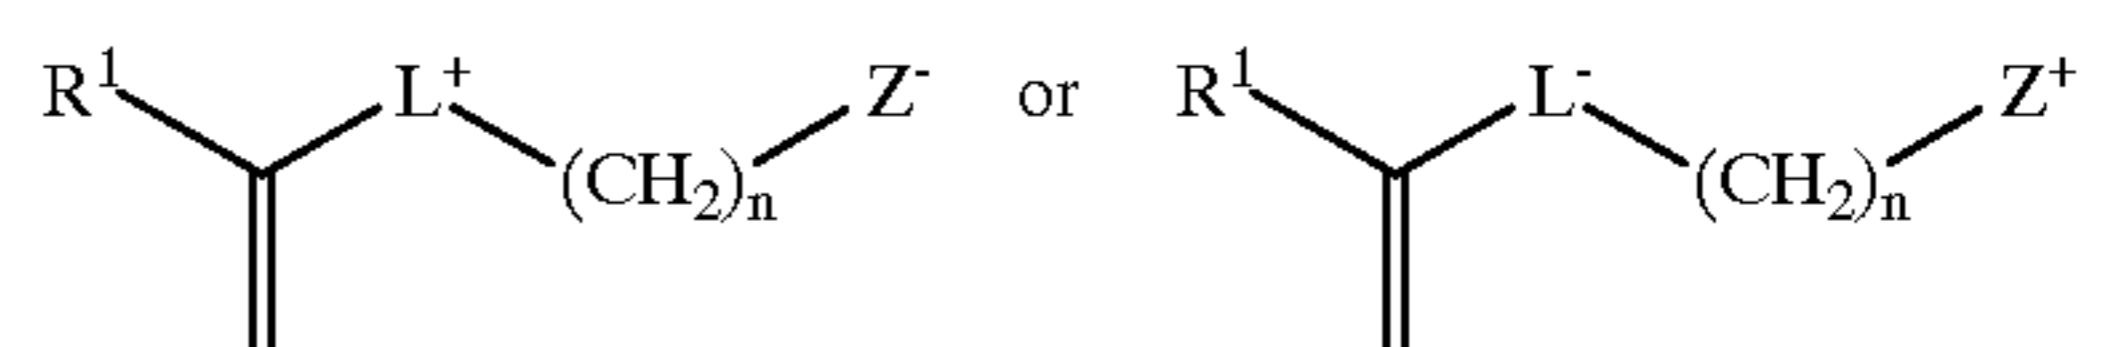 R¹ L⁺ Z⁻ or R¹ L⁻ Z⁺
(CH₂)ₙ (CH₂)ₙ